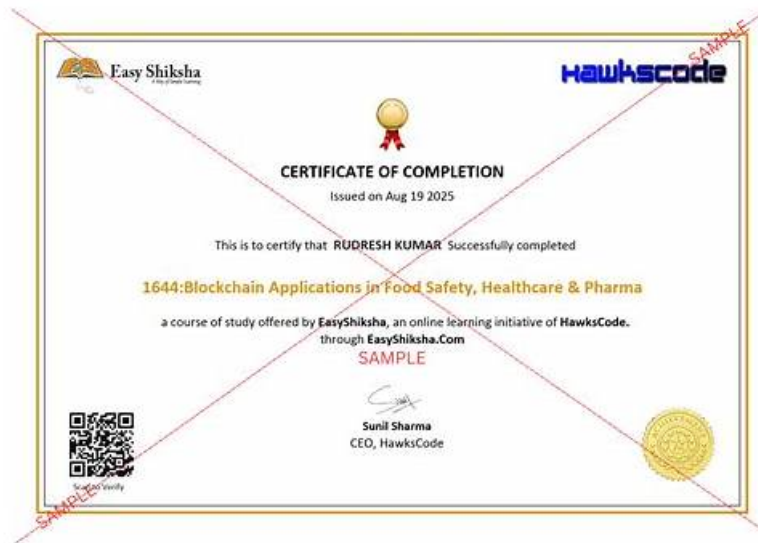 SAMPLE
Easy Shiksha
HawksCode
CERTIFICATE OF COMPLETION
Issued on Aug 19 2025
This is to certify that RUDRESH KUMAR Successfully completed
1644:Blockchain Applications in Food Safety, Healthcare & Pharma
a course of study offered by EasyShiksha, an online learning initiative of HawksCode.
through EasyShiksha.Com
SAMPLE
Sunil Sharma
CEO, HawksCode
Scan to Verify
SAMPLE